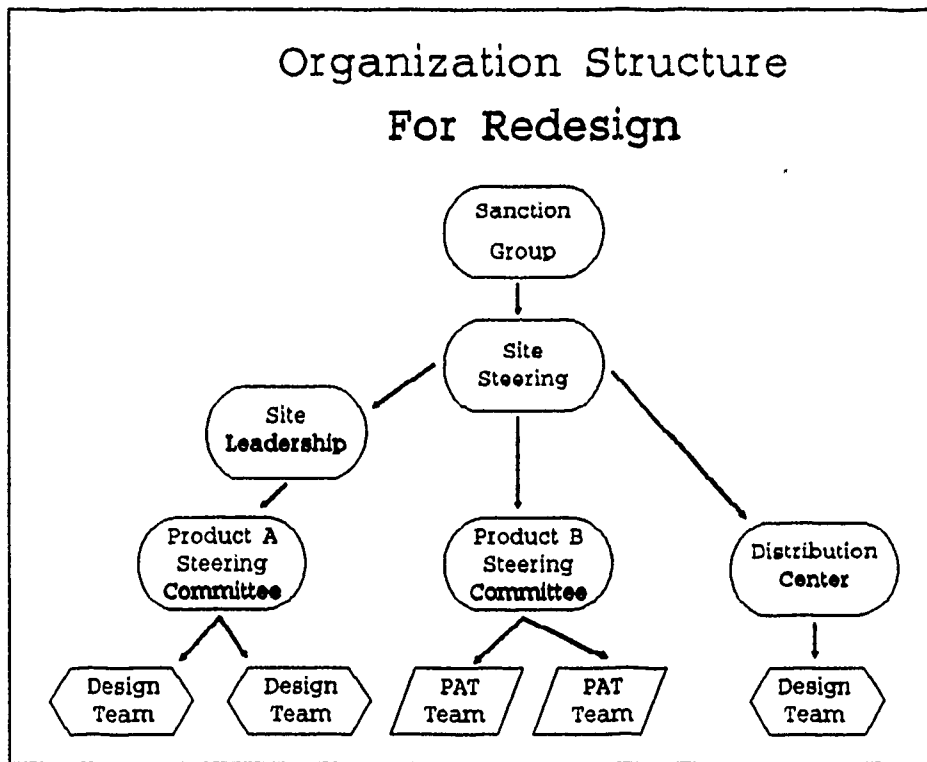 Organization Structure
For Redesign
Sanction
Group
Site
Steering
Site
Leadership
Product A
Steering
Committee
Product B
Steering
Committee
Distribution
Center
Design
Team
Design
Team
PAT
Team
PAT
Team
Design
Team